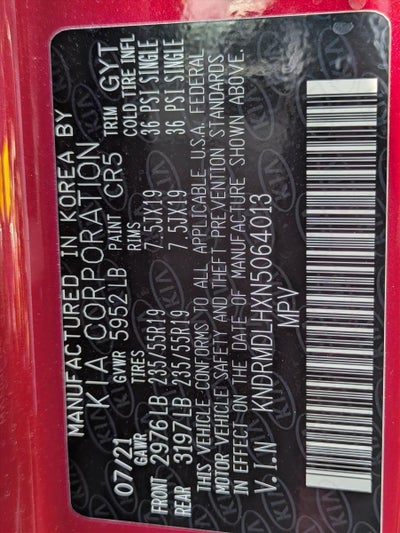 MANUFACTURED IN KOREA BY
KIA CORPORATION
07/21 GVWR 5952LB PAINT CR5 TRIM GYT
GAWR TIRES RIMS COLD TIRE INFL
FRONT 2976LB 235/55R19 7.5JX19 36 PSI SINGLE
REAR 3197LB 235/55R19 7.5JX19 36 PSI SINGLE
THIS VEHICLE CONFORMS TO ALL APPLICABLE U.S.A. FEDERAL
MOTOR VEHICLE SAFETY AND THEFT PREVENTION STANDARDS
IN EFFECT ON THE DATE OF MANUFACTURE SHOWN ABOVE.
V.I.N KNDRMDLHXN5064013
MPV